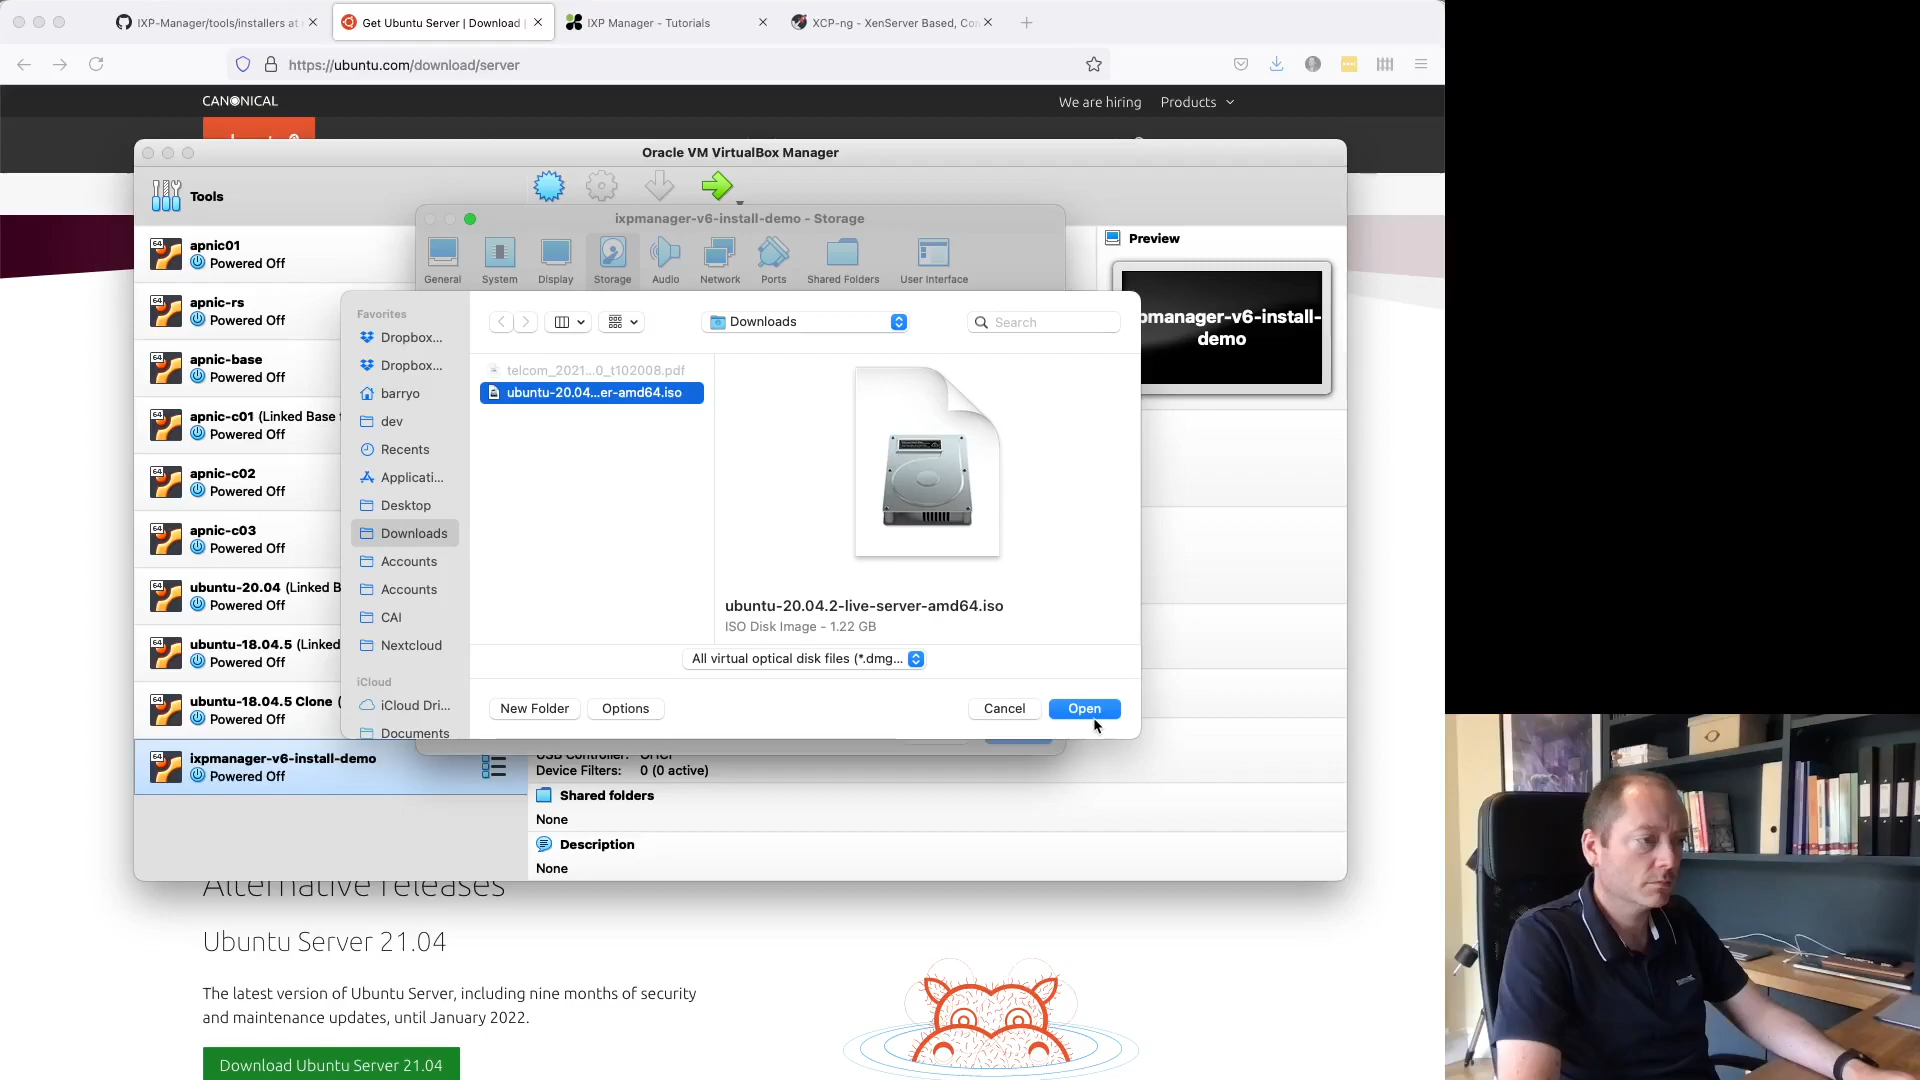 IXP-Manager/tools/installers at
Get Ubuntu Server | Download |
IXP Manager - Tutorials
XCP-ng - XenServer Based, Con
https://ubuntu.com/download/server
CANONICAL
We are hiring
Products
Oracle VM VirtualBox Manager
Tools
ixpmanager-v6-install-demo - Storage
General
System
Display
Storage
Audio
Network
Ports
Shared Folders
User Interface
apnic01
Powered Off
apnic-rs
Powered Off
apnic-base
Powered Off
apnic-c01 (Linked Base
Powered Off
apnic-c02
Powered Off
apnic-c03
Powered Off
ubuntu-20.04 (Linked B
Powered Off
ubuntu-18.04.5 (Linked
Powered Off
ubuntu-18.04.5 Clone (
Powered Off
ixpmanager-v6-install-demo
Powered Off
Favorites
Dropbox...
Dropbox...
barryo
dev
Recents
Applicati...
Desktop
Downloads
Accounts
Accounts
CAI
Nextcloud
iCloud
iCloud Dri...
Documents
Downloads
Search
telcom_2021...0_t102008.pdf
ubuntu-20.04...er-amd64.iso
ubuntu-20.04.2-live-server-amd64.iso
ISO Disk Image - 1.22 GB
All virtual optical disk files (*.dmg...
New Folder
Options
Cancel
Open
Preview
pmanager-v6-install-
demo
USB Controller: OHCI
Device Filters: 0 (0 active)
Shared folders
None
Description
None
Alternative releases
Ubuntu Server 21.04
The latest version of Ubuntu Server, including nine months of security
and maintenance updates, until January 2022.
Download Ubuntu Server 21.04